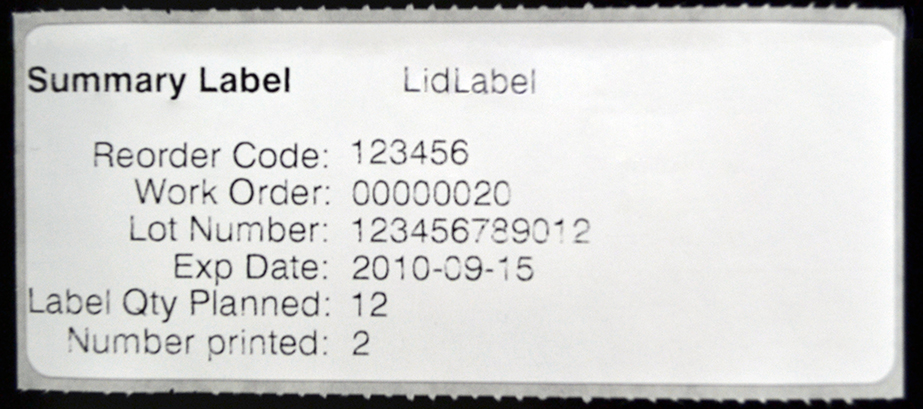 Summary Label LidLabel
Reorder Code: 123456
Work Order: 00000020
Lot Number: 123456789012
Exp Date: 2010-09-15
Label Qty Planned: 12
Number printed: 2